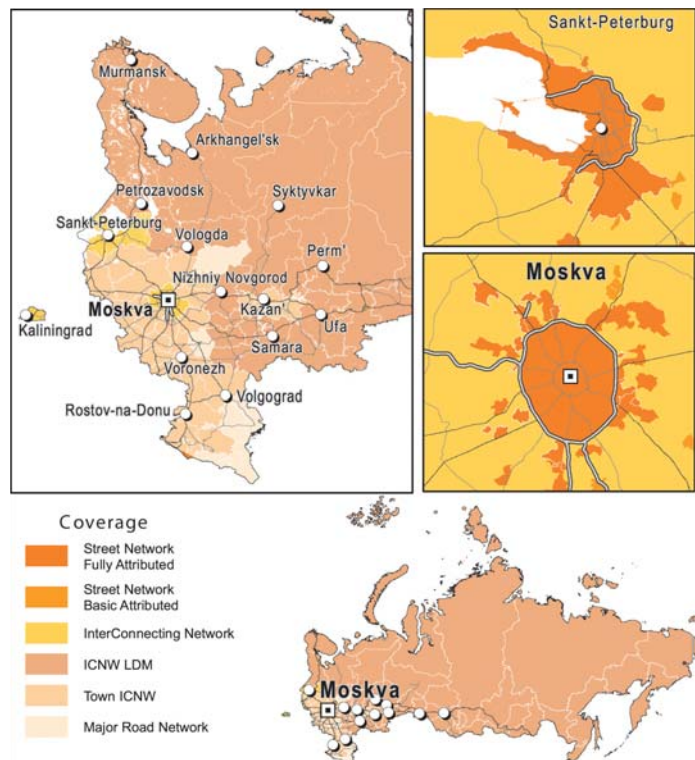 Murmansk
Arkhangel'sk
Petrozavodsk
Syktyvkar
Sankt-Peterburg
Vologda
Perm'
Nizhniy Novgorod
Moskva
Kazan'
Kaliningrad
Ufa
Samara
Voronezh
Volgograd
Rostov-na-Donu
Sankt-Peterburg
Moskva
Coverage
Street Network
Fully Attributed
Street Network
Basic Attributed
InterConnecting Network
ICNW LDM
Town ICNW
Major Road Network
Moskva